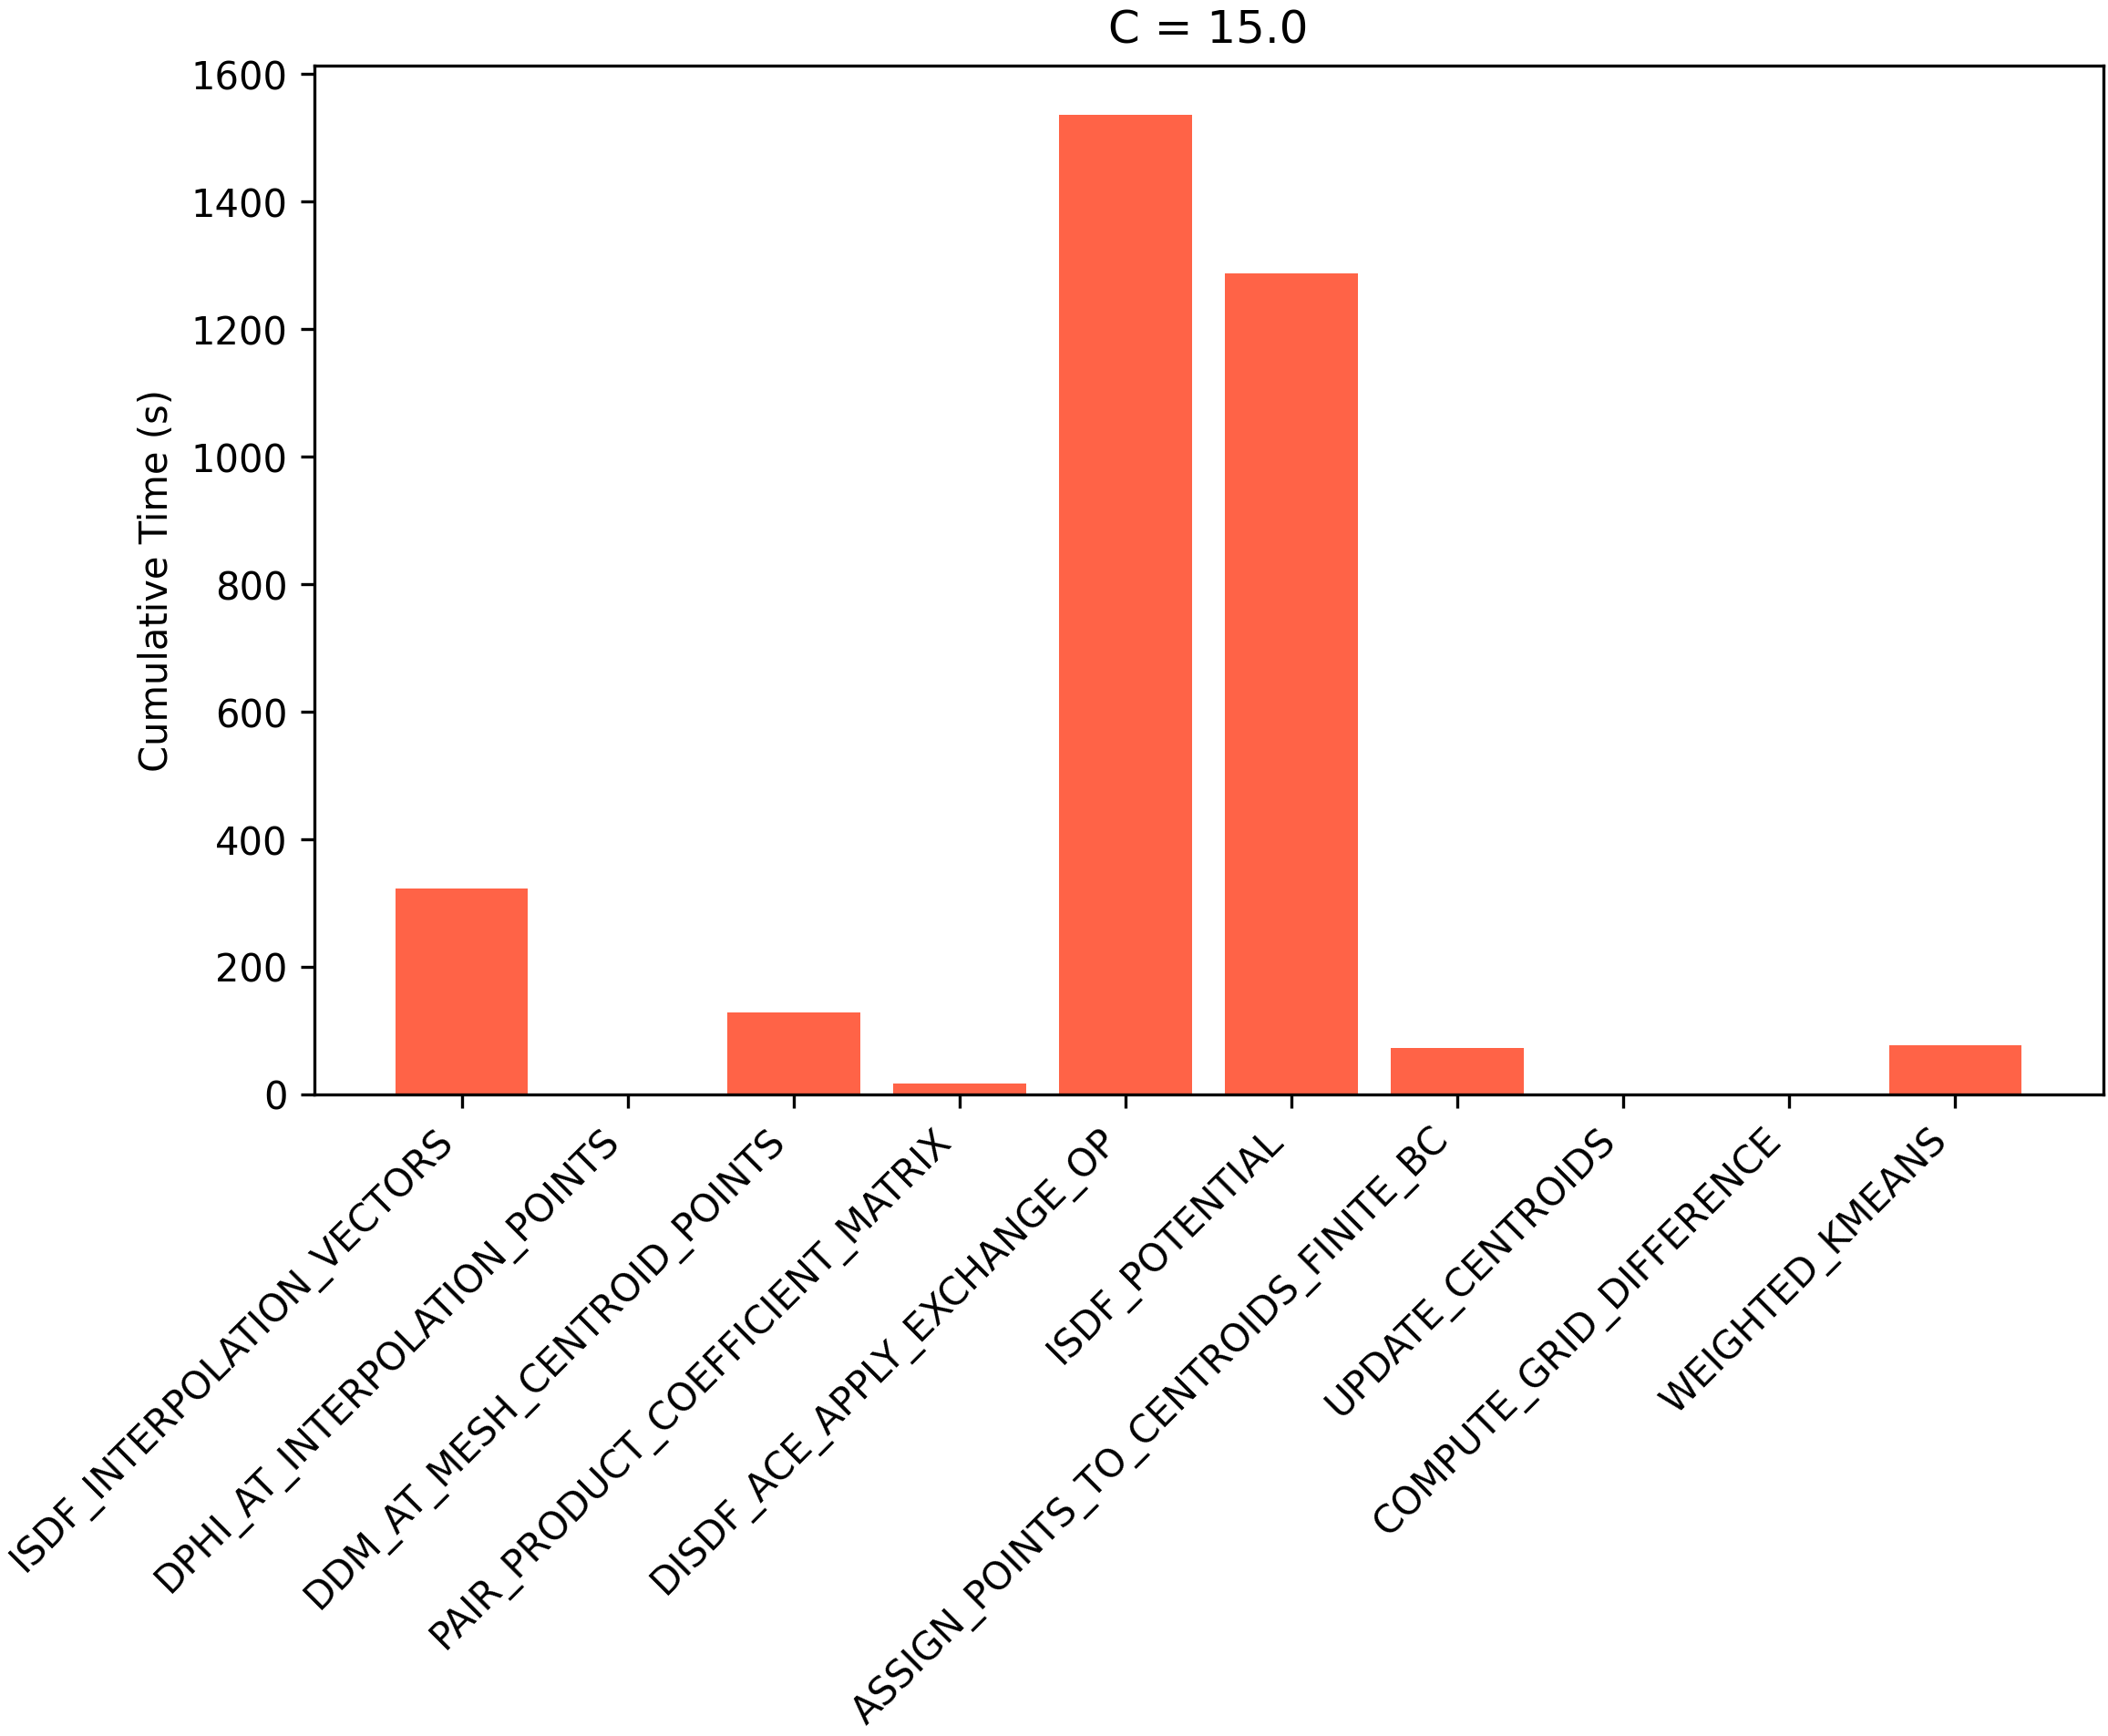 C = 15.0
Cumulative Time (s)
1600
1400
1200
1000
800
600
400
200
0
ISDF_INTERPOLATION_VECTORS
DPHI_AT_INTERPOLATION_POINTS
DDM_AT_MESH_CENTROID_POINTS
PAIR_PRODUCT_COEFFICIENT_MATRIX
DISDF_ACE_APPLY_EXCHANGE_OP
ISDF_POTENTIAL
ASSIGN_POINTS_TO_CENTROIDS_FINITE_BC
UPDATE_CENTROIDS
COMPUTE_GRID_DIFFERENCE
WEIGHTED_KMEANS